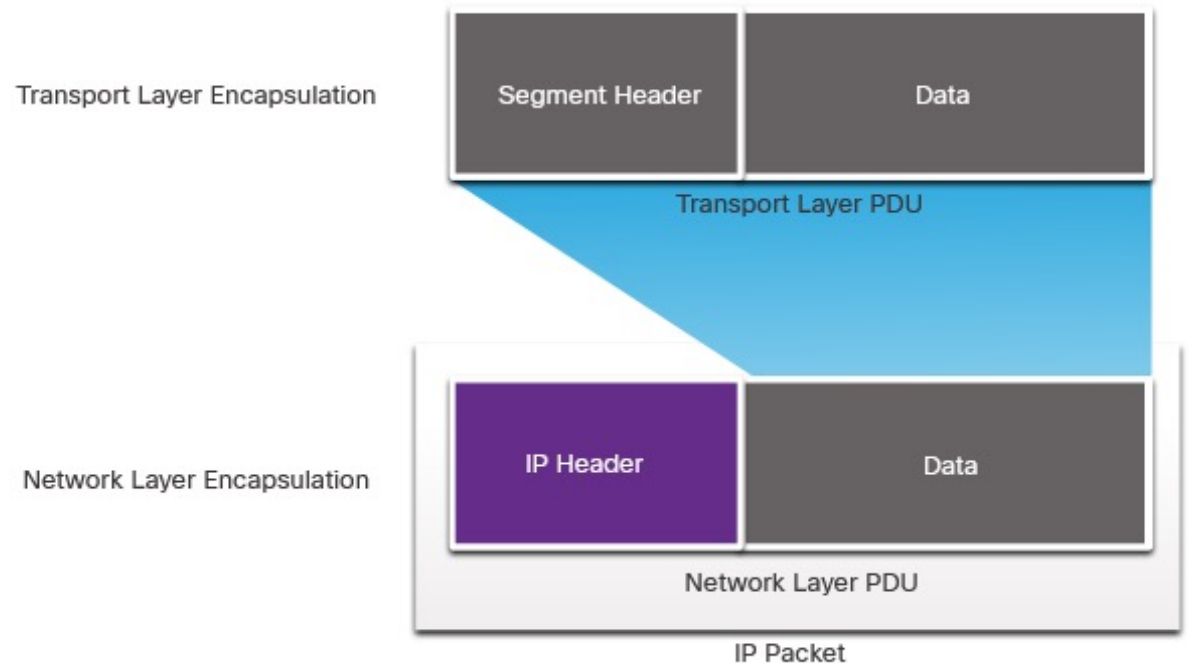 Transport Layer Encapsulation
Segment Header
Data
Transport Layer PDU
Network Layer Encapsulation
IP Header
Data
Network Layer PDU
IP Packet